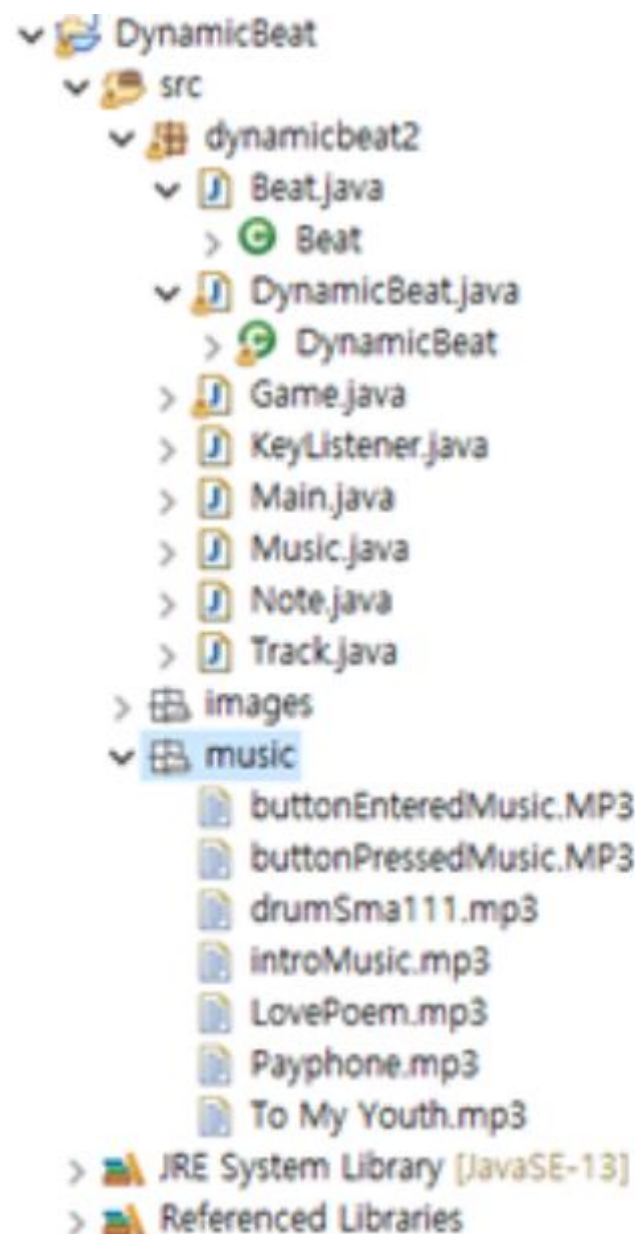 DynamicBeat
src
dynamicbeat2
Beat.java
Beat
DynamicBeat.java
DynamicBeat
Game.java
KeyListener.java
Main.java
Music.java
Note.java
Track.java
images
music
buttonEnteredMusic.MP3
buttonPressedMusic.MP3
drumSma111.mp3
introMusic.mp3
LovePoem.mp3
Payphone.mp3
To My Youth.mp3
JRE System Library [JavaSE-13]
Referenced Libraries